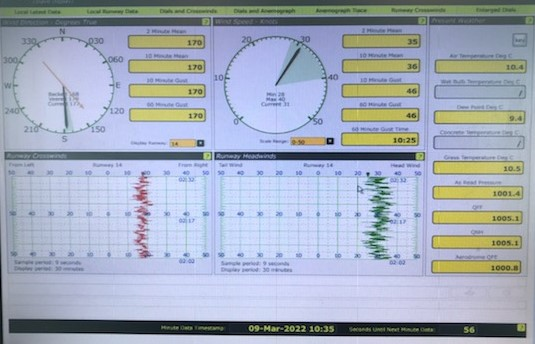 Local Latest Data Local Runway Data Dials and Crosswinds Dials and Anemograph Anemograph Trace Runway Crosswinds Enlarged Dials
Wind Direction - Degrees True
N
030
060
E
120
150
S
210
240
W
300
330
2 Minute Mean
170
10 Minute Mean
170
10 Minute Gust
170
60 Minute Gust
170
Display Runway: 14
Wind Speed - Knots
10
20
30
40
50
Min 28
Max 40
Current 31
2 Minute Mean
35
10 Minute Mean
36
10 Minute Gust
46
60 Minute Gust
46
60 Minute Gust Time
10:25
Scale Range: 0-50
Present Weather
Air Temperature Deg C
10.4
Wet Bulb Temperature Deg C
/
Dew Point Deg C
9.4
Concrete Temperature Deg C
/
Grass Temperature Deg C
10.5
As Read Pressure
1001.4
QFF
1005.1
QNH
1005.1
Aerodrome QFE
1000.8
Runway Crosswinds
From Left Runway 14 From Right
50 40 30 20 10 0 10 20 30 40 50
02:32
02:17
02:02
Sample period: 9 seconds
Display period: 30 minutes
Runway Headwinds
Tail Wind Runway 14 Head Wind
50 40 30 20 10 0 10 20 30 40 50
02:32
02:17
02:02
Sample period: 9 seconds
Display period: 30 minutes
Minute Data Timestamp: 09-Mar-2022 10:35 Seconds Until Next Minute Data: 56